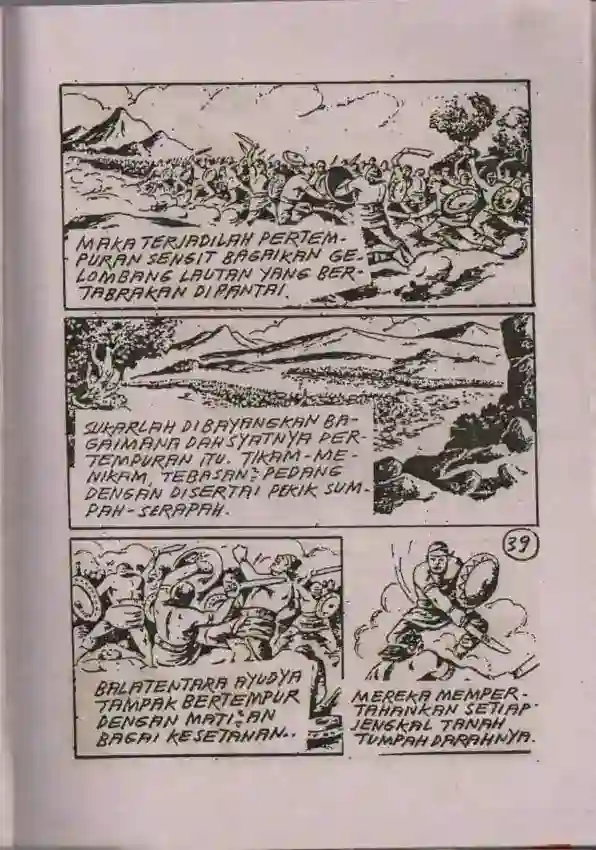 MAKA TERJADILAH PERTEM-
PURAN SENGIT BAGAIKAN GE-
LOMBANG LAUTAN YANG BER-
TABRAKAN DI PANTAI.
SUKARLAH DIBAYANGKAN BA-
GAIMANA DAHSYATNYA PER-
TEMPURAN ITU. TIKAM-ME-
NIKAM, TEBASAN² PEDANG
DENGAN DISERTAI PEKIK SUM-
PAH-SERAPAH.
39
BALATENTARA AYUDYA
TAMPAK BERTEMPUR
DENGAN MATI²AN
BAGAI KESETANAN..
MEREKA MEMPER-
TAHANKAN SETIAP
JENGKAL TANAH
TUMPAH DARAHNYA.